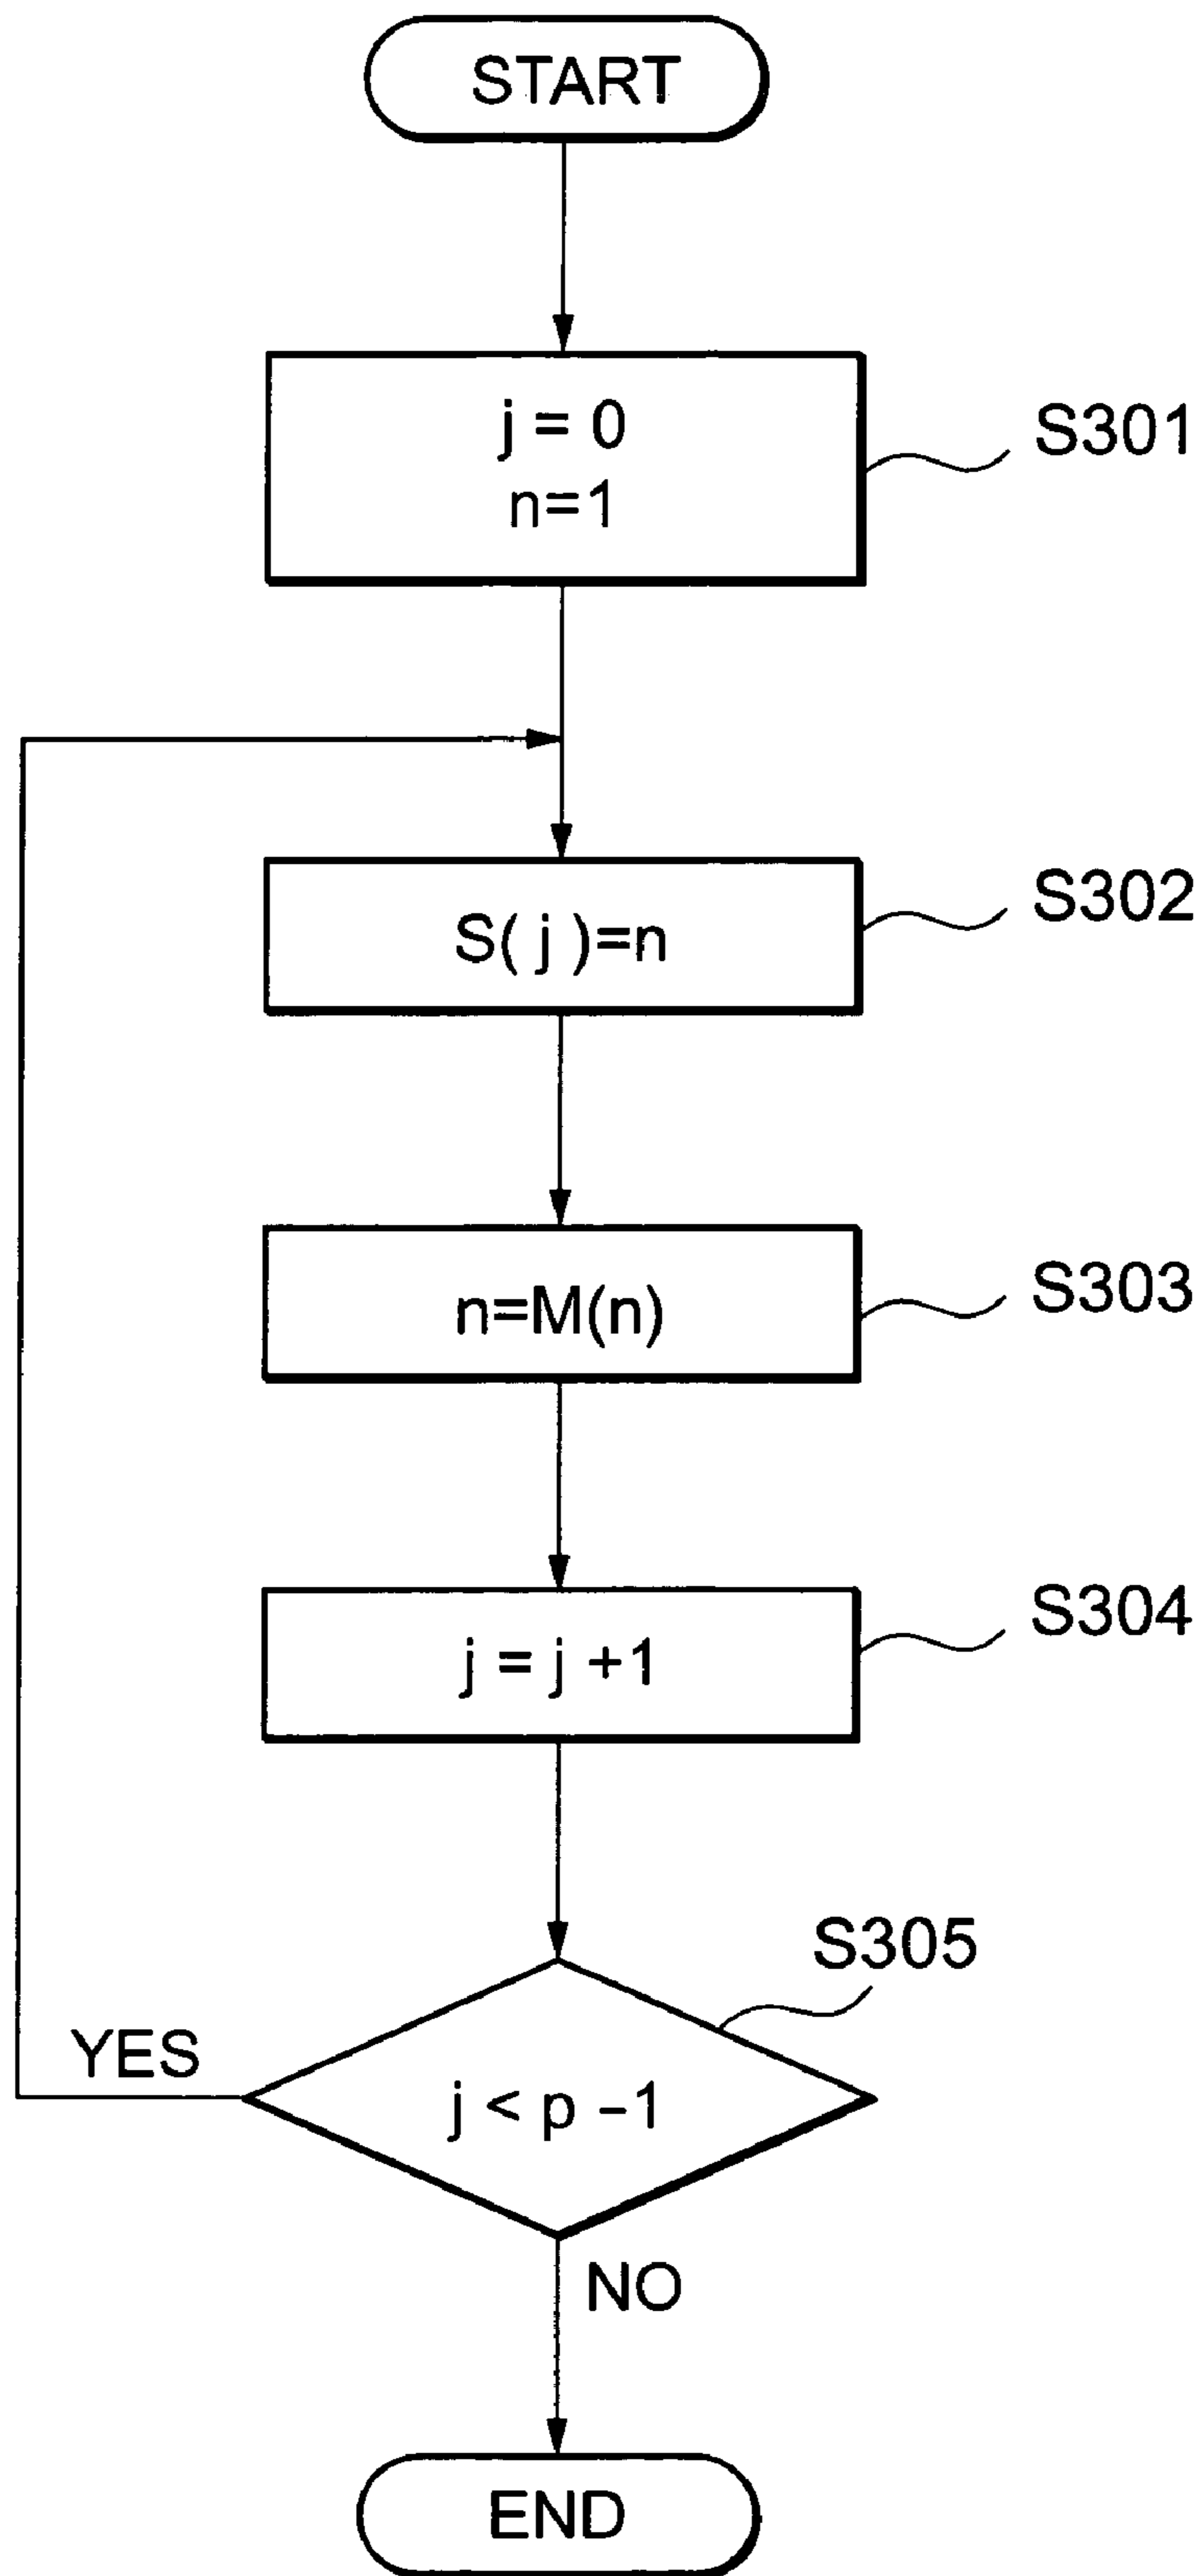 START
j = 0
n=1
S301
S( j )=n
S302
n=M(n)
S303
j = j +1
S304
S305
YES
j < p -1
NO
END